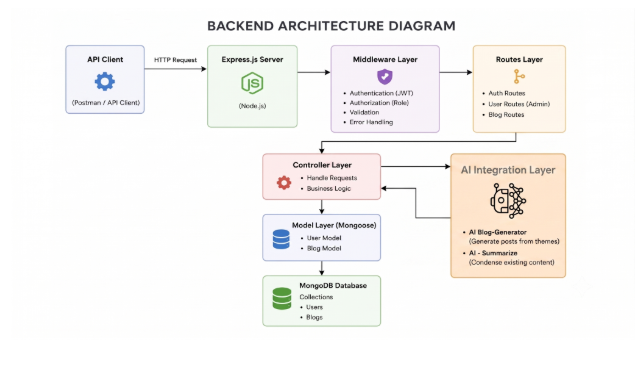 BACKEND ARCHITECTURE DIAGRAM
API Client
(Postman / API Client)
HTTP Request
Express.js Server
JS
(Node.js)
Middleware Layer
• Authentication (JWT)
• Authorization (Role)
• Validation
• Error Handling
Routes Layer
• Auth Routes
• User Routes (Admin)
• Blog Routes
Controller Layer
• Handle Requests
• Business Logic
AI Integration Layer
• AI Blog-Generator
(Generate posts from themes)
• AI - Summarize
(Condense existing content)
Model Layer (Mongoose)
• User Model
• Blog Model
MongoDB Database
Collections
• Users
• Blogs